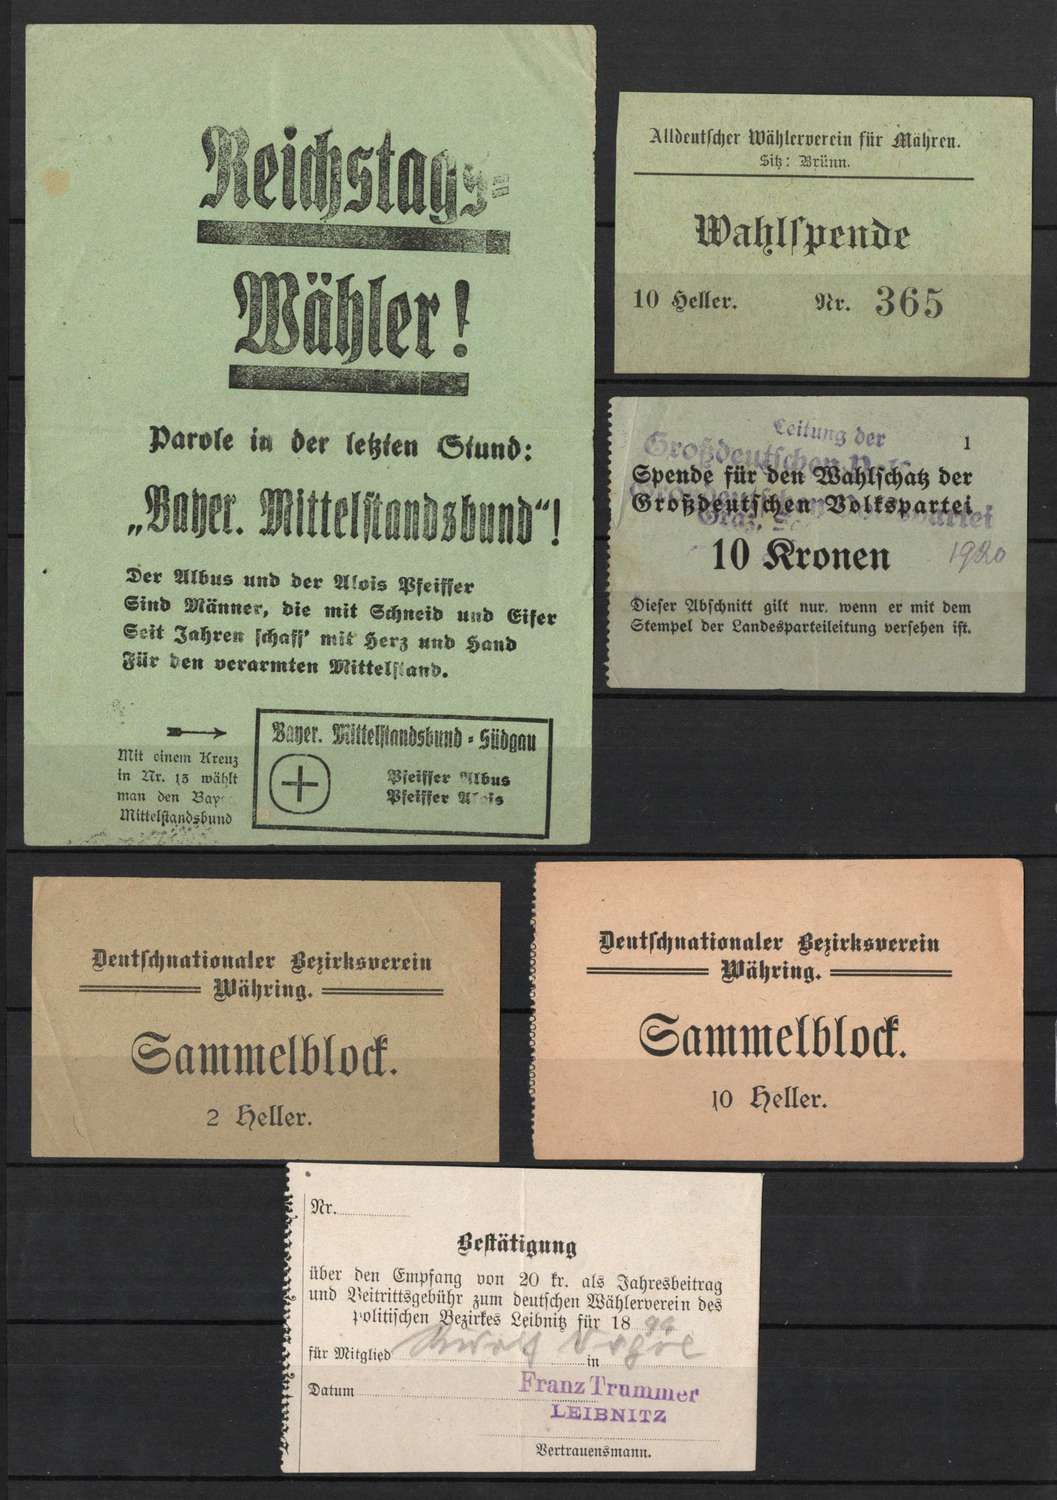 Reichstags=
Wähler!
Parole in der letzten Stund:
„Bayer. Mittelstandsbund“!
Der Albus und der Alois Pfeiffer
Sind Männer, die mit Schneid und Eifer
Seit Jahren schaff' mit Herz und Hand
Für den verarmten Mittelstand.
Mit einem Kreuz
in Nr. 15 wählt
man den Bay
Mittelstandsbund
Bayer. Mittelstandsbund - Südgau
Pfeiffer Albus
Pfeiffer Alois
Alldeutscher Wählerverein für Mähren.
Sitz: Brünn.
Wahlspende
10 Heller. Nr. 365
Leitung der
Großdeutschen
1
Spende für den Wahlschatz der
Großdeutschen Volkspartei
Graz,
10 Kronen
1920
Dieser Abschnitt gilt nur, wenn er mit dem
Stempel der Landesparteileitung versehen ist.
Deutschnationaler Bezirksverein
Währing.
Sammelblock.
2 Heller.
Deutschnationaler Bezirksverein
Währing.
Sammelblock.
10 Heller.
Nr.
Bestätigung
über den Empfang von 20 kr. als Jahresbeitrag
und Beitrittsgebühr zum deutschen Wählerverein des
politischen Bezirkes Leibnitz für 18 99
für Mitglied in
Datum
Franz Trummer
LEIBNITZ
Vertrauensmann.